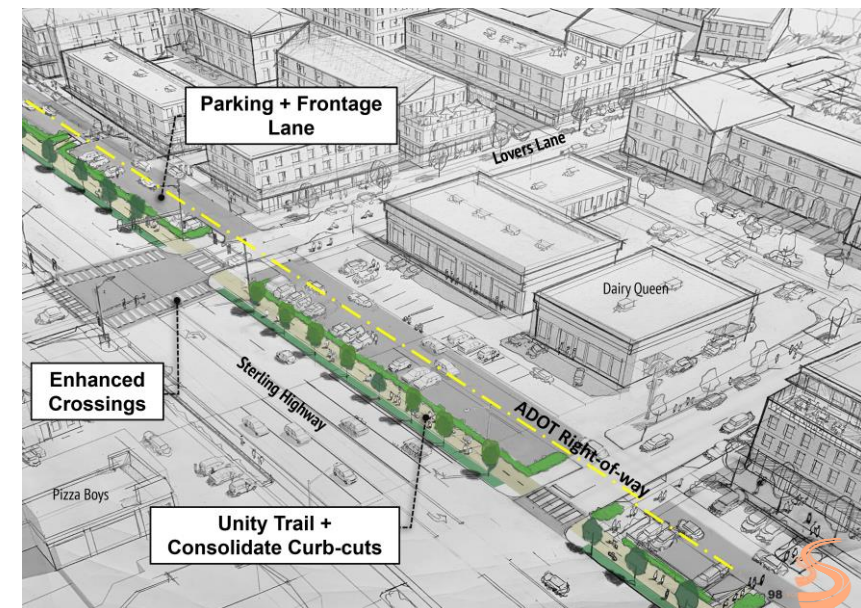 Parking + Frontage
Lane
Lovers Lane
Dairy Queen
Enhanced
Crossings
Sterling Highway
ADOT Right-of-way
Pizza Boys
Unity Trail +
Consolidate Curb-cuts
98